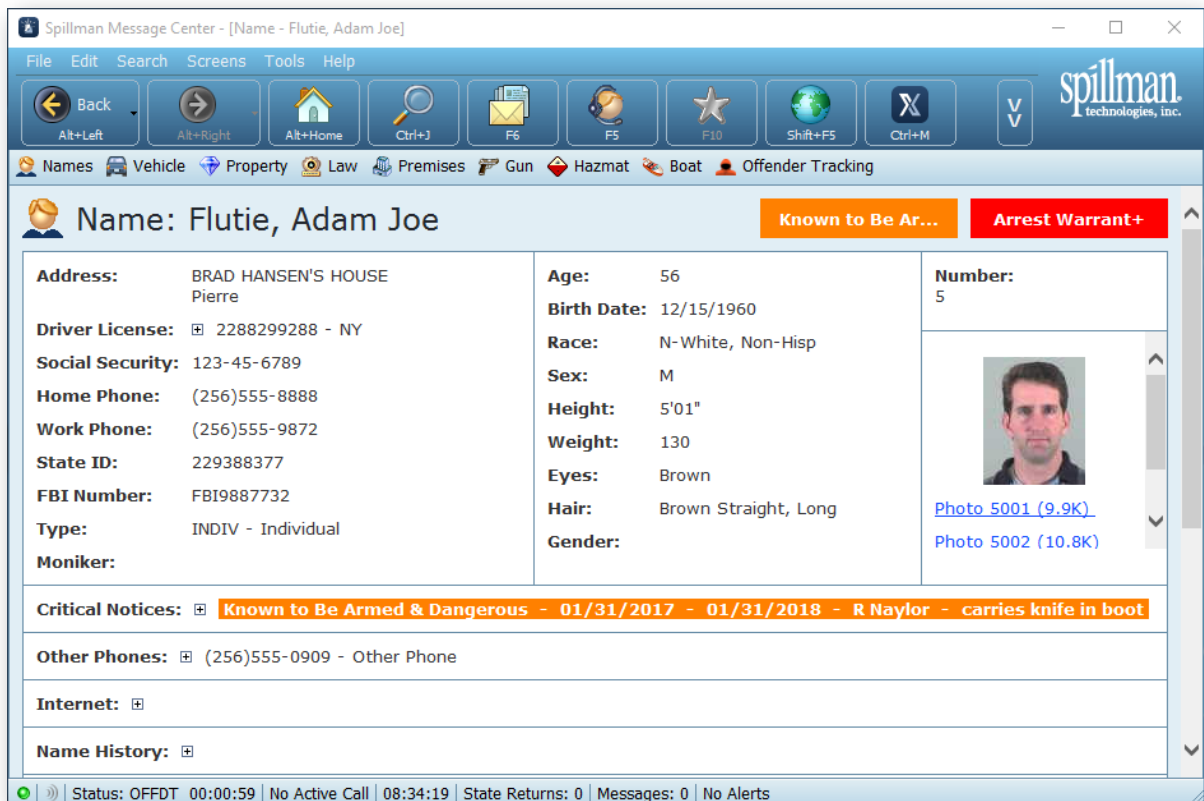 Spillman Message Center - [Name - Flutie, Adam Joe]
File Edit Search Screens Tools Help
Back
Alt+Left
Alt+Right
Alt+Home
Ctrl+J
F6
F5
F10
Shift+F5
Ctrl+M
spillman.
technologies, inc.
Names Vehicle Property Law Premises Gun Hazmat Boat Offender Tracking
Name: Flutie, Adam Joe
Known to Be Ar...
Arrest Warrant+
Address: BRAD HANSEN'S HOUSE
Pierre
Driver License: 2288299288 - NY
Social Security: 123-45-6789
Home Phone: (256)555-8888
Work Phone: (256)555-9872
State ID: 229388377
FBI Number: FBI9887732
Type: INDIV - Individual
Moniker:
Age: 56
Birth Date: 12/15/1960
Race: N-White, Non-Hisp
Sex: M
Height: 5'01"
Weight: 130
Eyes: Brown
Hair: Brown Straight, Long
Gender:
Number:
5
Photo 5001 (9.9K)
Photo 5002 (10.8K)
Critical Notices: Known to Be Armed & Dangerous - 01/31/2017 - 01/31/2018 - R Naylor - carries knife in boot
Other Phones: (256)555-0909 - Other Phone
Internet:
Name History:
Status: OFFDT 00:00:59 No Active Call 08:34:19 State Returns: 0 Messages: 0 No Alerts